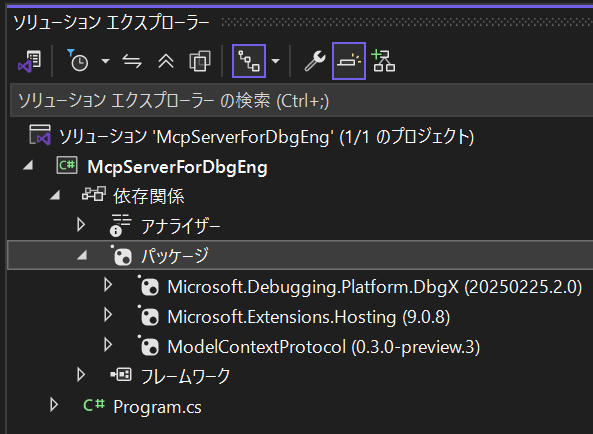 ソリューション エクスプローラー
ソリューション エクスプローラー の検索 (Ctrl+;)
ソリューション 'McpServerForDbgEng' (1/1 のプロジェクト)
McpServerForDbgEng
依存関係
アナライザー
パッケージ
Microsoft.Debugging.Platform.DbgX (20250225.2.0)
Microsoft.Extensions.Hosting (9.0.8)
ModelContextProtocol (0.3.0-preview.3)
フレームワーク
C# Program.cs